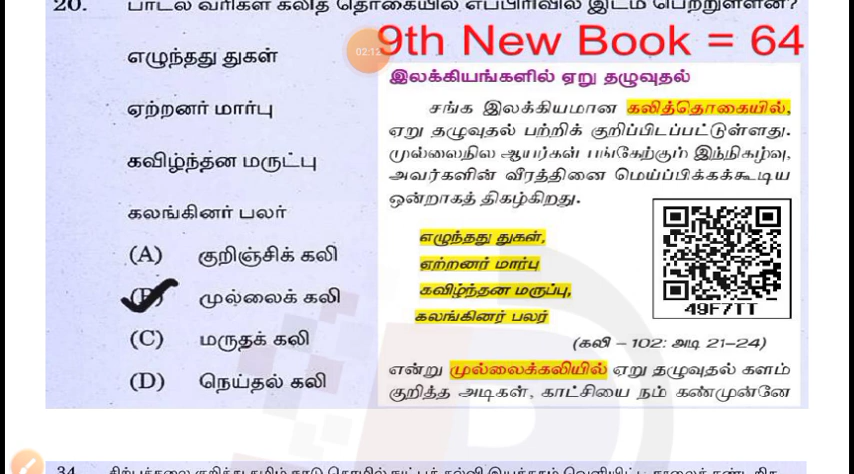 20. பாடல் வரிகள் கலித் தொகையில் எப்பிரிவில் இடம் பெற்றுள்ளன?
எழுந்தது துகள்
ஏற்றனர் மார்பு
கவிழ்ந்தன மருட்பு
கலங்கினர் பலர்
(A) குறிஞ்சிக் கலி
(B) முல்லைக் கலி
(C) மருதக் கலி
(D) நெய்தல் கலி
02:12
9th New Book = 64
இலக்கியங்களில் ஏறு தழுவுதல்
சங்க இலக்கியமான கலித்தொகையில்,
ஏறு தழுவுதல் பற்றிக் குறிப்பிடப்பட்டுள்ளது.
முல்லைநில ஆயர்கள் பங்கேற்கும் இந்நிகழ்வு,
அவர்களின் வீரத்தினை மெய்ப்பிக்கக்கூடிய
ஒன்றாகத் திகழ்கிறது.
எழுந்தது துகள்,
ஏற்றனர் மார்பு
கவிழ்ந்தன மருப்பு,
கலங்கினர் பலர்
49F7TT
(கலி – 102: அடி 21–24)
என்று முல்லைக்கலியில் ஏறு தழுவுதல் களம்
குறித்த அடிகள், காட்சியை நம் கண்முன்னே
34